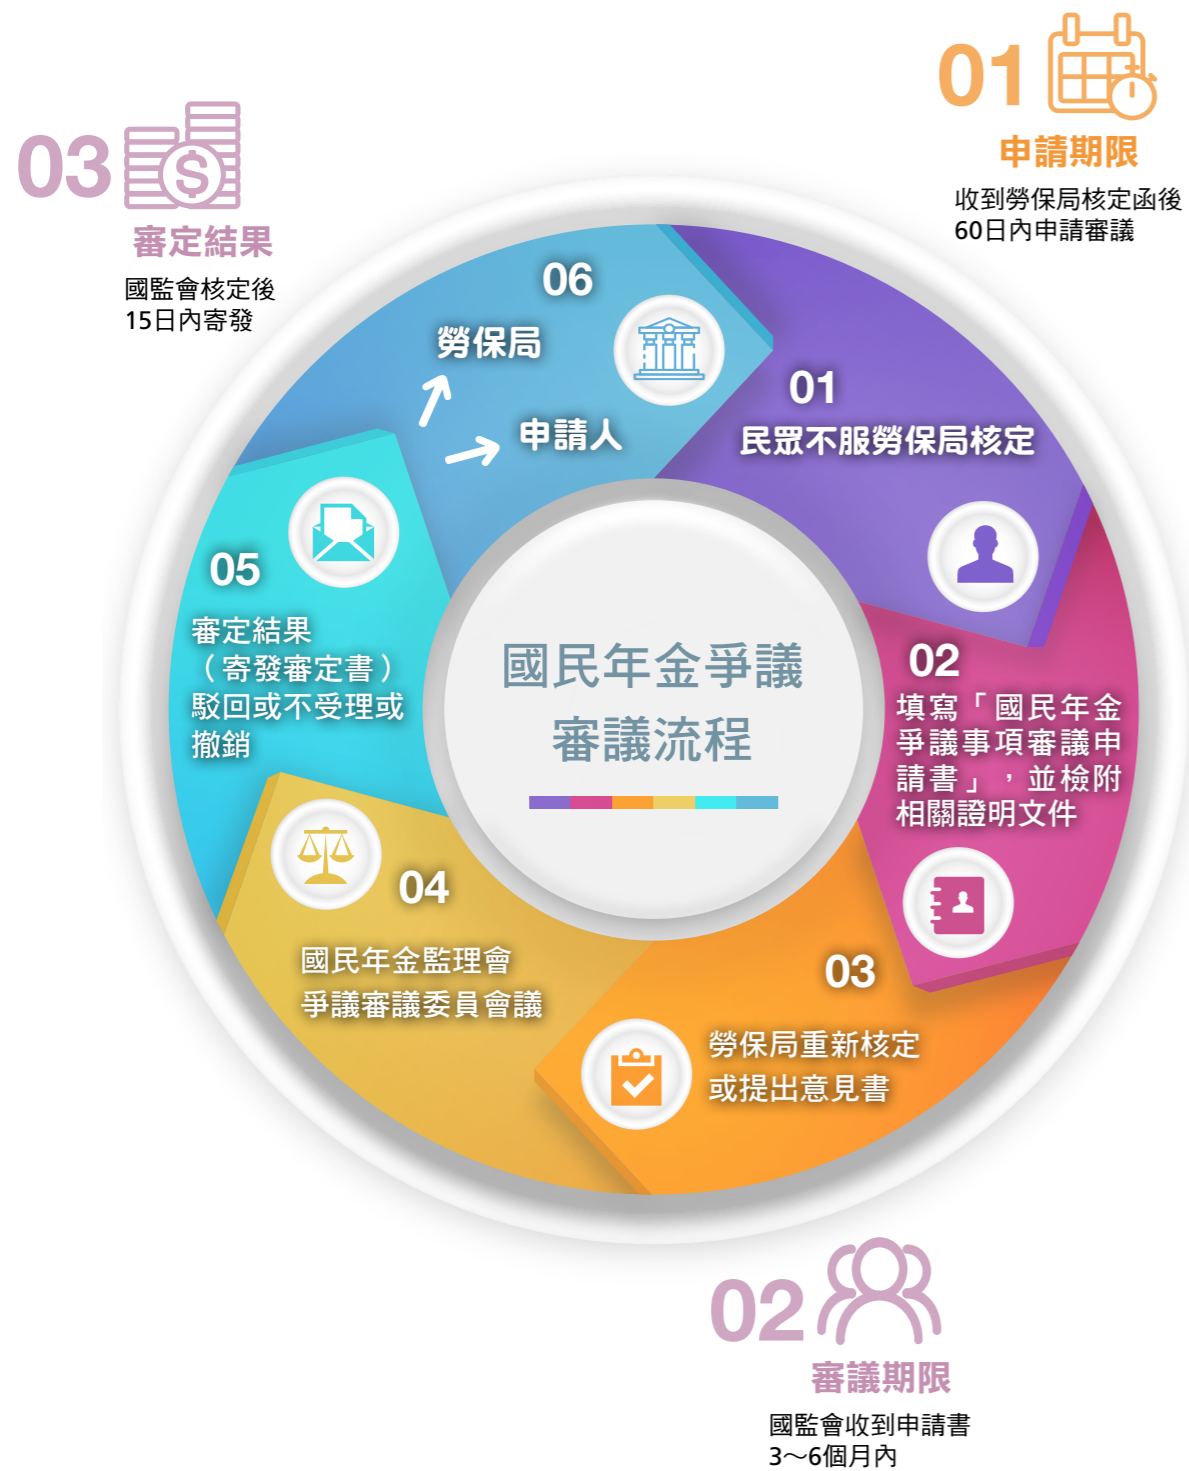 國民年金爭議
審議流程
01
申請期限
收到勞保局核定函後
60日內申請審議
02
審議期限
國監會收到申請書
3～6個月內
03
審定結果
國監會核定後
15日內寄發
01
民眾不服勞保局核定
02
填寫「國民年金
爭議事項審議申
請書」，並檢附
相關證明文件
03
勞保局重新核定
或提出意見書
04
國民年金監理會
爭議審議委員會議
05
審定結果
（寄發審定書）
駁回或不受理或
撤銷
06
勞保局
申請人